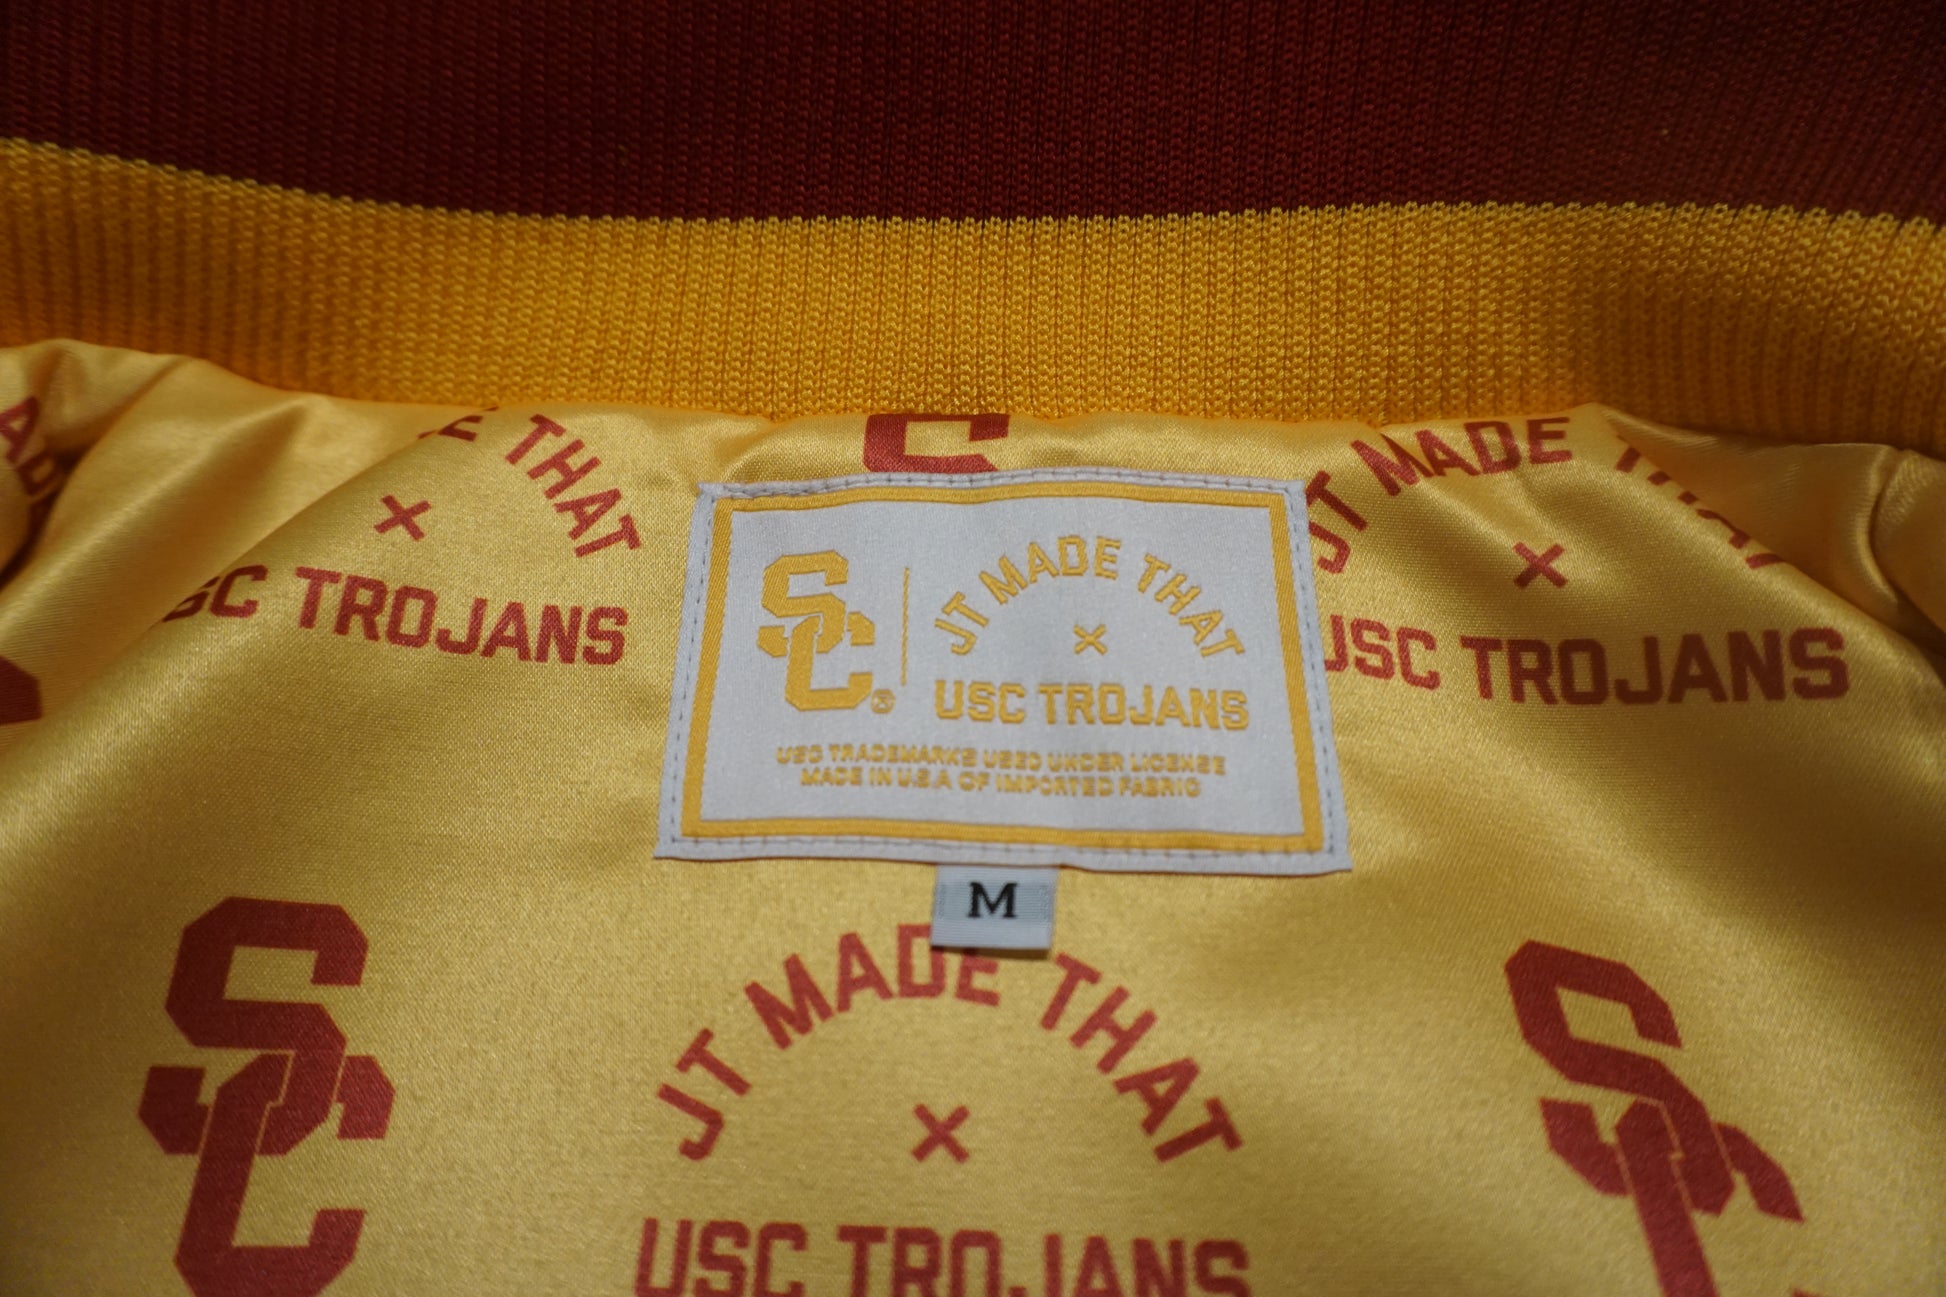 MADE THAT
×
USC TROJANS
JT MADE THAT
×
USC TROJANS
SC
®
JT MADE THAT
×
USC TROJANS
USC TRADEMARKS USED UNDER LICENSE
MADE IN U.S.A OF IMPORTED FABRIC
M
SC
JT MADE THAT
×
USC TROJANS
SC